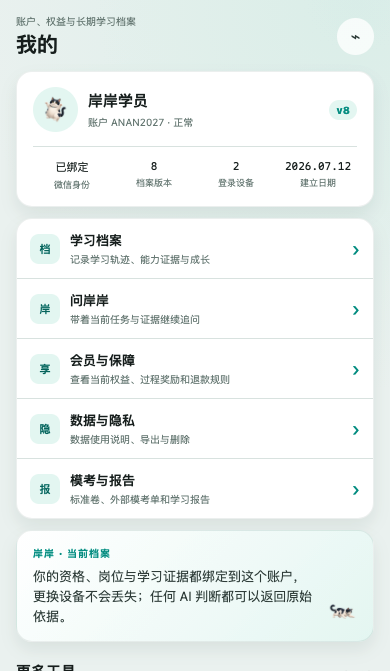 账户、权益与长期学习档案
我的
岸岸学员
账户 ANAN2027 · 正常
v8
已绑定
微信身份
8
档案版本
2
登录设备
2026.07.12
建立日期
档
学习档案
记录学习轨迹、能力证据与成长
岸
问岸岸
带着当前任务与证据继续追问
享
会员与保障
查看当前权益、过程奖励和退款规则
隐
数据与隐私
数据使用说明、导出与删除
报
模考与报告
标准卷、外部模考单和学习报告
岸岸 · 当前档案
你的资格、岗位与学习证据都绑定到这个账户，
更换设备不会丢失；任何 AI 判断都可以返回原始
依据。
更多工具